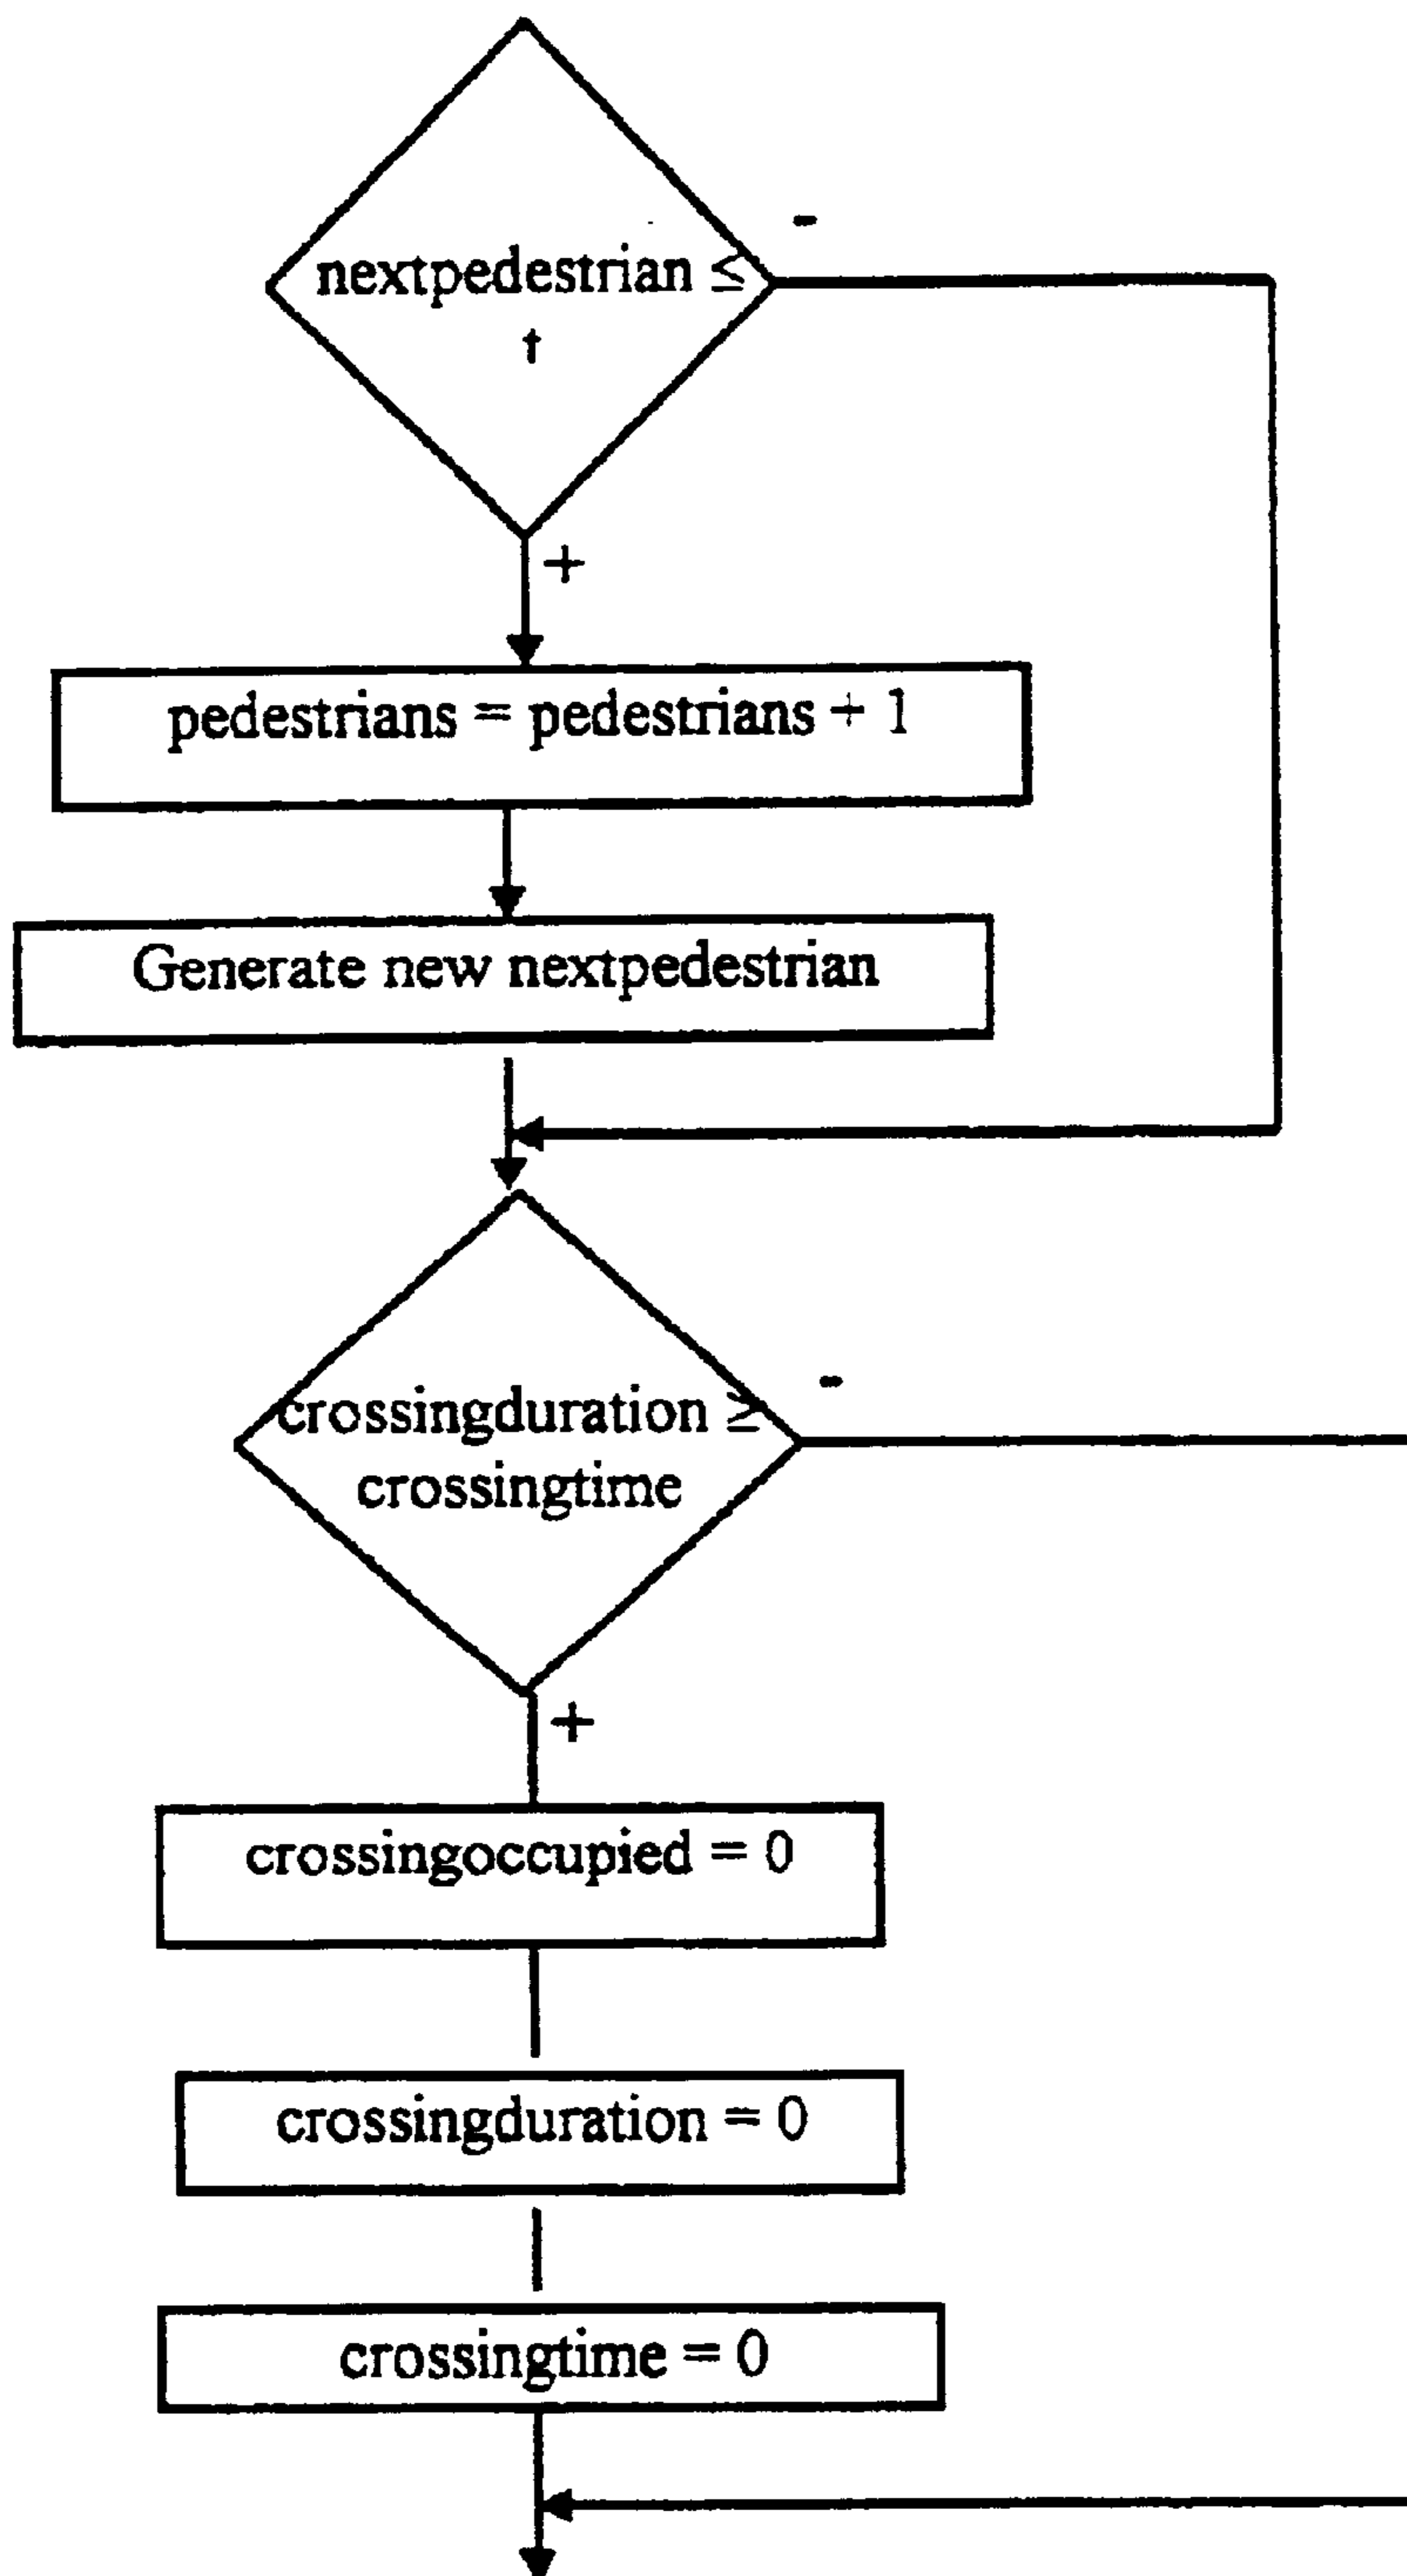 -
nextpedestrian ≤
t
+
pedestrians = pedestrians + 1
Generate new nextpedestrian
-
crossingduration ≥
crossingtime
+
crossingoccupied = 0
crossingduration = 0
crossingtime = 0